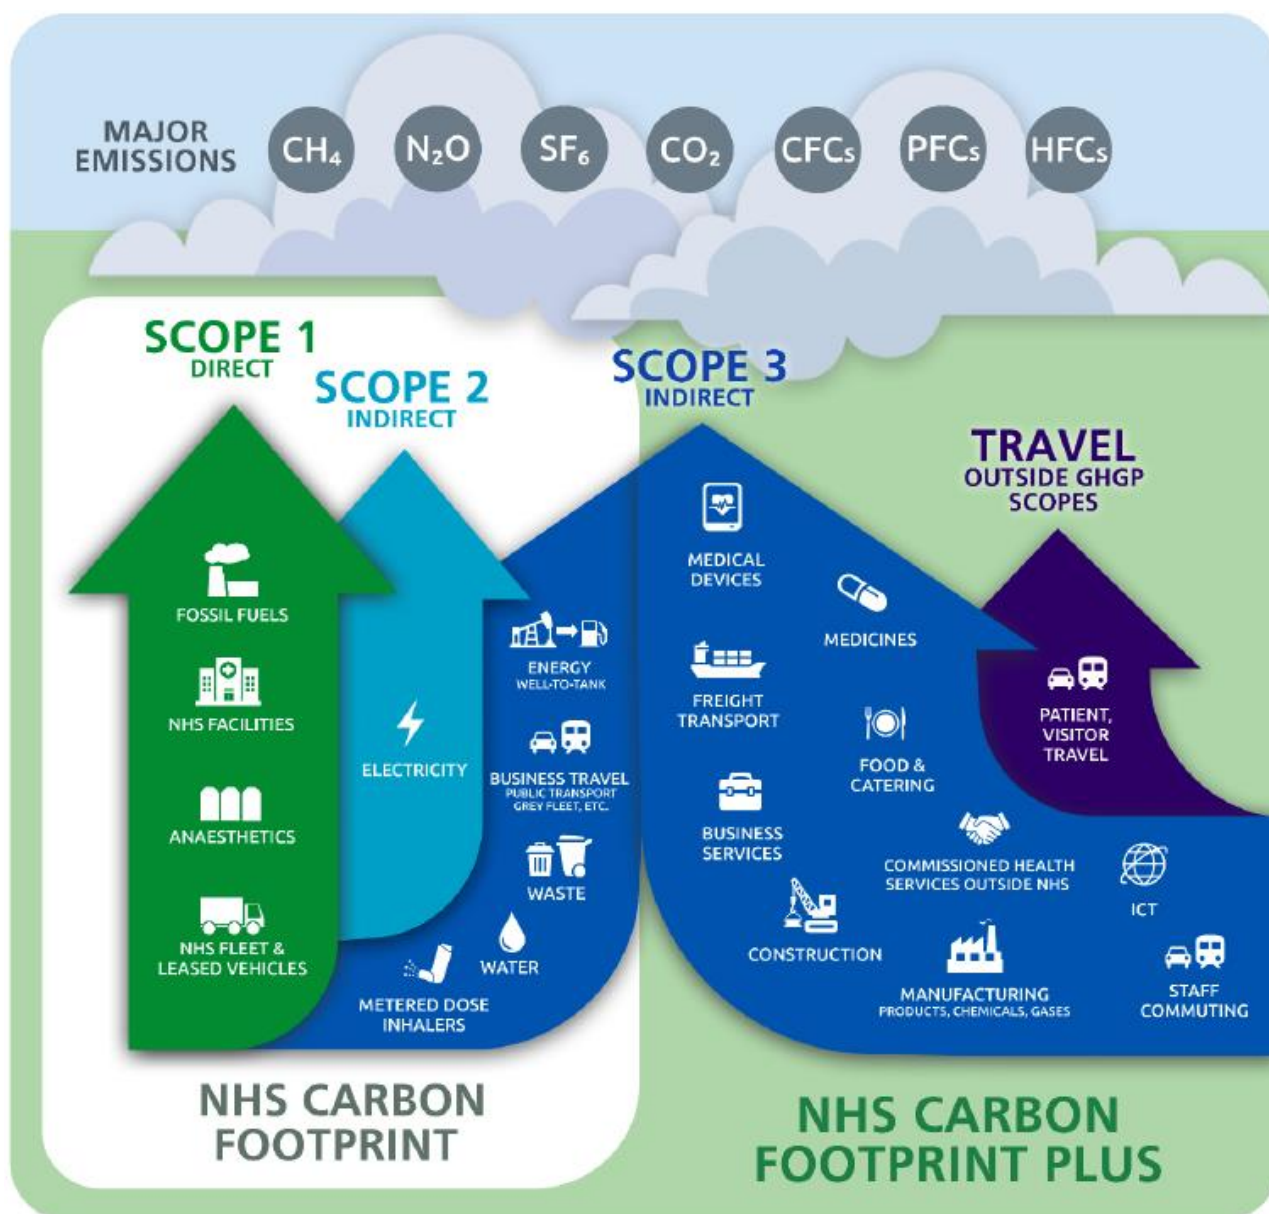 MAJOR
EMISSIONS
CH₄
N₂O
SF₆
CO₂
CFCs
PFCs
HFCs
SCOPE 1
DIRECT
FOSSIL FUELS
NHS FACILITIES
ANAESTHETICS
NHS FLEET &
LEASED VEHICLES
SCOPE 2
INDIRECT
ELECTRICITY
SCOPE 3
INDIRECT
ENERGY
WELL-TO-TANK
BUSINESS TRAVEL
PUBLIC TRANSPORT
GREY FLEET, ETC.
WASTE
WATER
METERED DOSE
INHALERS
MEDICAL
DEVICES
MEDICINES
FREIGHT
TRANSPORT
FOOD &
CATERING
BUSINESS
SERVICES
COMMISSIONED HEALTH
SERVICES OUTSIDE NHS
ICT
CONSTRUCTION
MANUFACTURING
PRODUCTS, CHEMICALS, GASES
STAFF
COMMUTING
TRAVEL
OUTSIDE GHGP
SCOPES
PATIENT,
VISITOR
TRAVEL
NHS CARBON
FOOTPRINT
NHS CARBON
FOOTPRINT PLUS